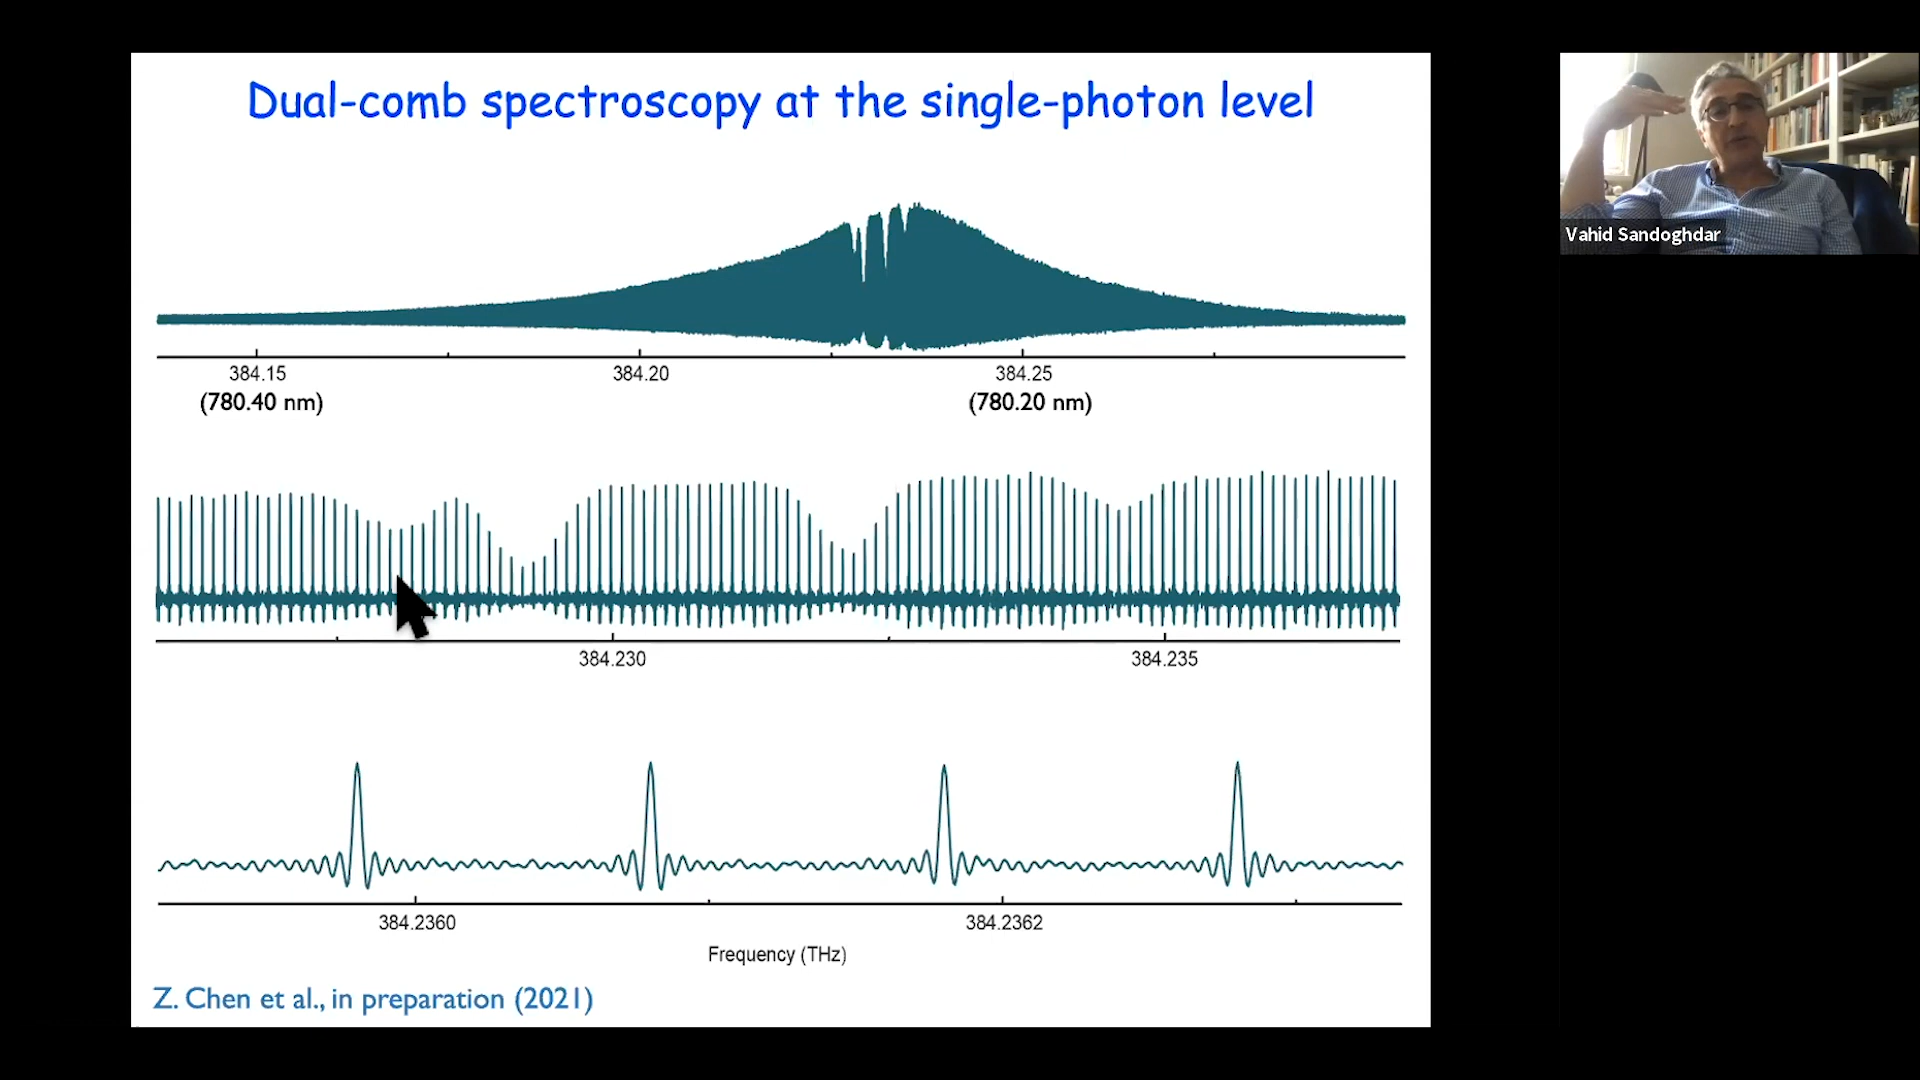 Dual-comb spectroscopy at the single-photon level
Vahid Sandoghdar
384.15 384.20 384.25
(780.40 nm) (780.20 nm)
384.230 384.235
384.2360 384.2362
Frequency (THz)
Z. Chen et al., in preparation (2021)